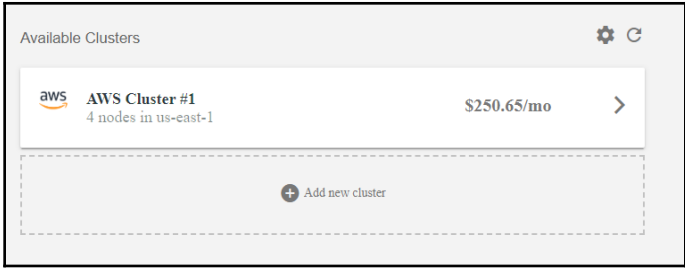 Available Clusters
aws
AWS Cluster #1
4 nodes in us-east-1
$250.65/mo
Add new cluster